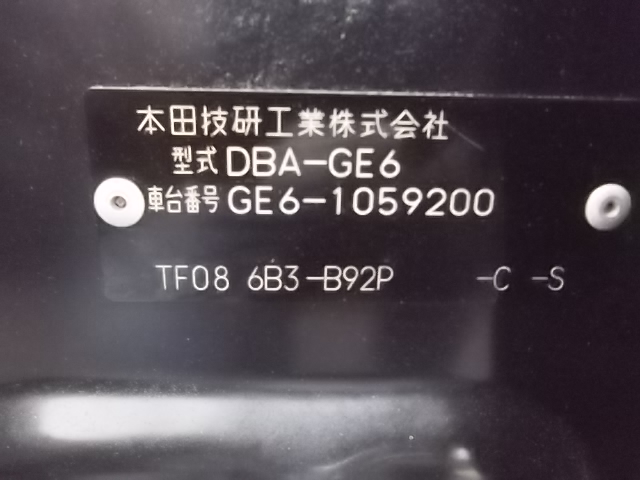 本田技研工業株式会社
型式 DBA-GE6
車台番号 GE6-1059200
TF08 6B3-B92P -C -S